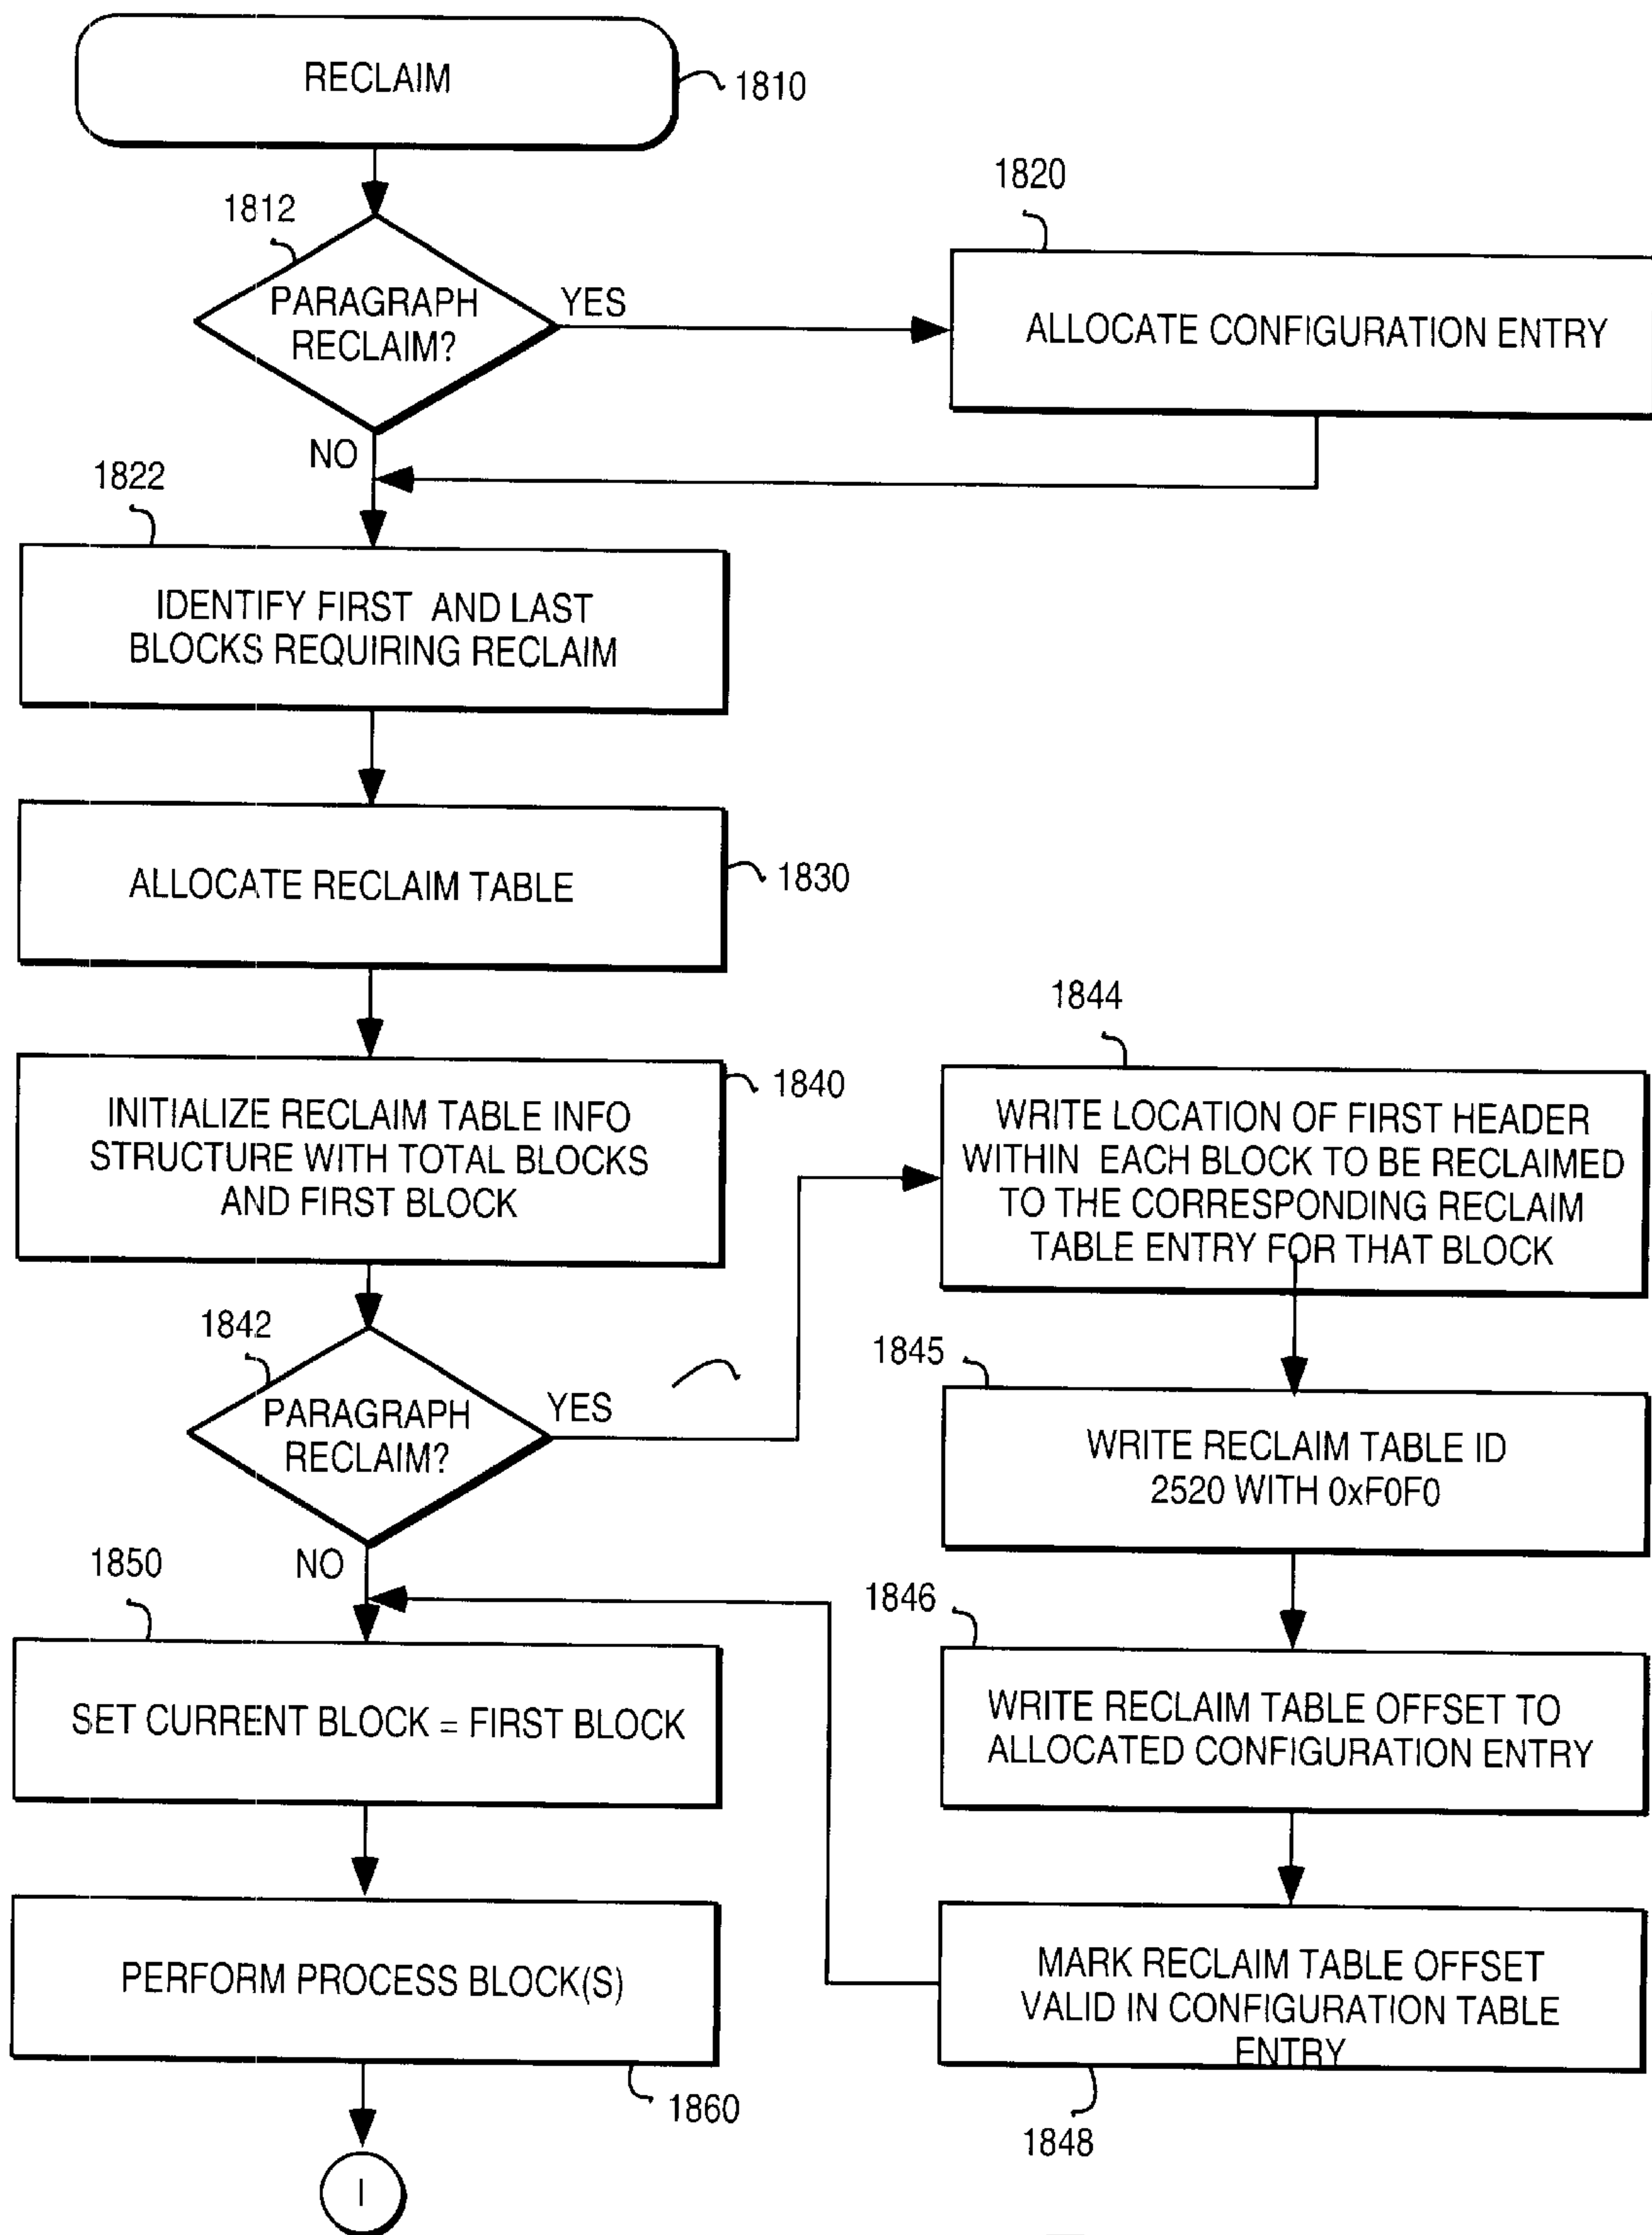 RECLAIM
1810
1812
PARAGRAPH
RECLAIM?
YES
NO
1820
ALLOCATE CONFIGURATION ENTRY
1822
IDENTIFY FIRST AND LAST
BLOCKS REQUIRING RECLAIM
ALLOCATE RECLAIM TABLE
1830
INITIALIZE RECLAIM TABLE INFO
STRUCTURE WITH TOTAL BLOCKS
AND FIRST BLOCK
1840
1842
PARAGRAPH
RECLAIM?
YES
NO
1844
WRITE LOCATION OF FIRST HEADER
WITHIN EACH BLOCK TO BE RECLAIMED
TO THE CORRESPONDING RECLAIM
TABLE ENTRY FOR THAT BLOCK
1845
WRITE RECLAIM TABLE ID
2520 WITH 0xF0F0
1846
WRITE RECLAIM TABLE OFFSET TO
ALLOCATED CONFIGURATION ENTRY
MARK RECLAIM TABLE OFFSET
VALID IN CONFIGURATION TABLE
ENTRY
1848
1850
SET CURRENT BLOCK = FIRST BLOCK
PERFORM PROCESS BLOCK(S)
1860
I